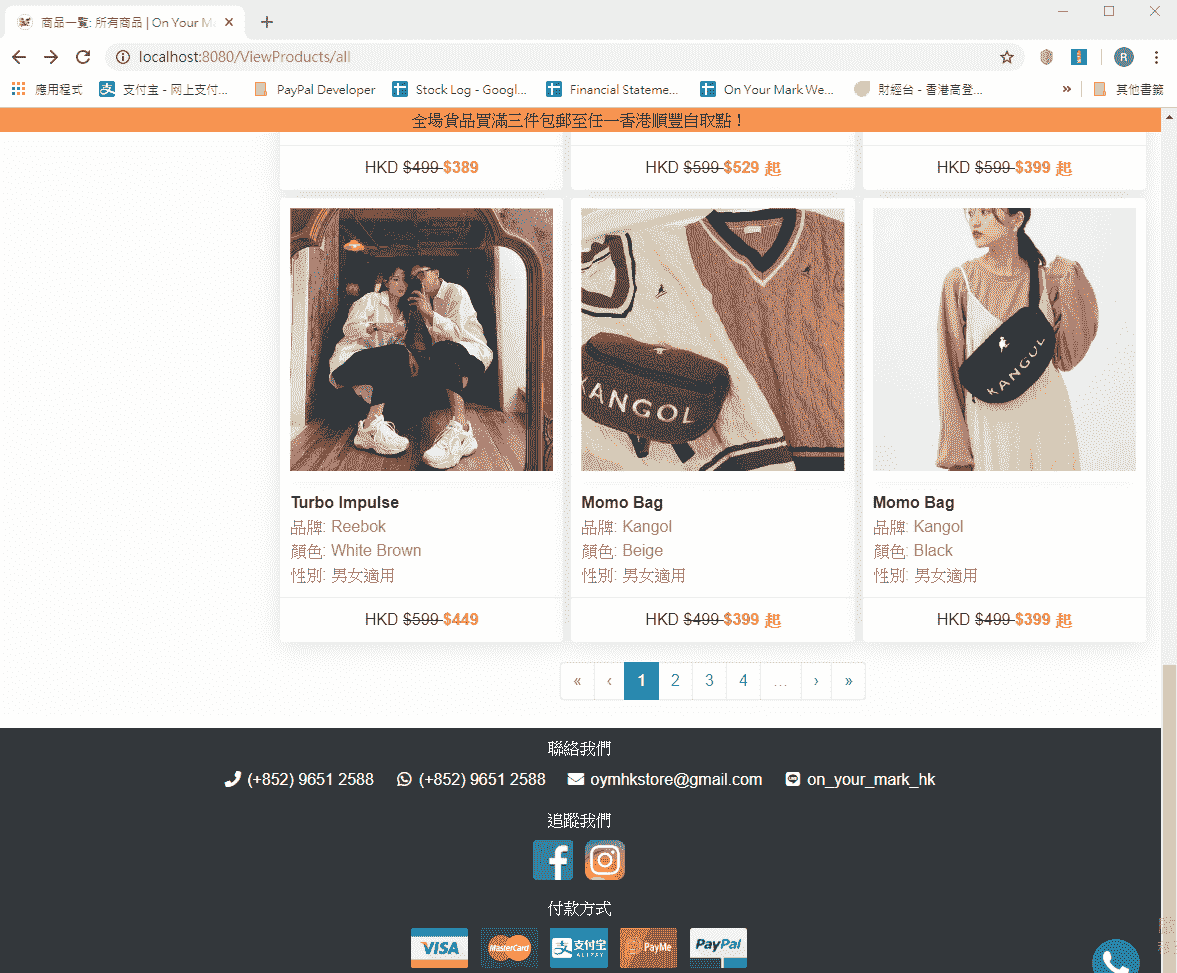 商品一覽: 所有商品 | On Your M
localhost:8080/ViewProducts/all
R
應用程式
支付宝 - 网上支付...
PayPal Developer
Stock Log - Googl...
Financial Stateme...
On Your Mark We...
財經台 - 香港高登...
»
其他書籤
全場貨品買滿三件包郵至任一香港順豐自取點！
HKD $499 $389
HKD $599 $529 起
HKD $599 $399 起
KANGOL
KANGOL
Turbo Impulse
品牌: Reebok
顏色: White Brown
性別: 男女適用
HKD $599 $449
Momo Bag
品牌: Kangol
顏色: Beige
性別: 男女適用
HKD $499 $399 起
Momo Bag
品牌: Kangol
顏色: Black
性別: 男女適用
HKD $499 $399 起
« ‹ 1 2 3 4 ... › »
聯絡我們
(+852) 9651 2588 (+852) 9651 2588 oymhkstore@gmail.com on_your_mark_hk
追蹤我們
付款方式
VISA MasterCard 支付宝 ALIPAY PayMe PayPal